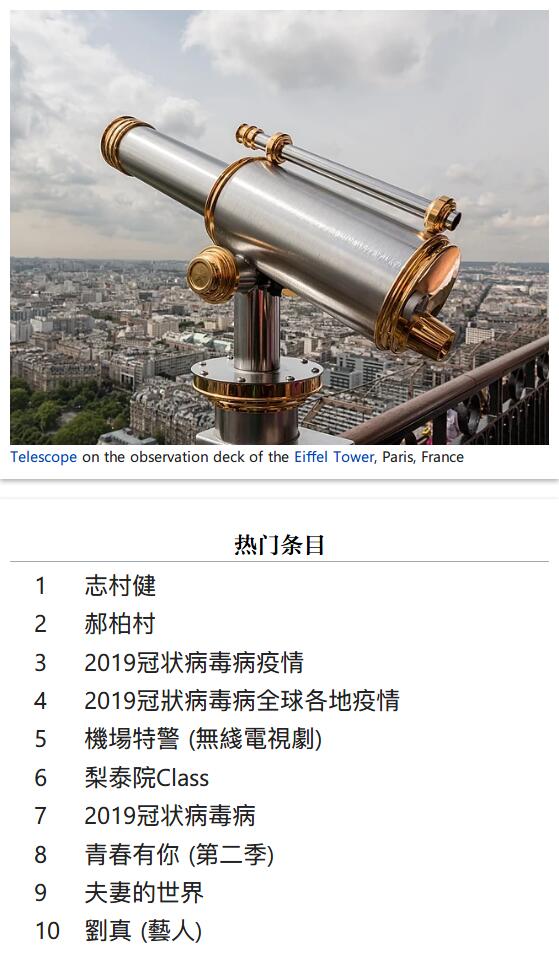 Telescope on the observation deck of the Eiffel Tower, Paris, France
热门条目
1 志村健
2 郝柏村
3 2019冠状病毒病疫情
4 2019冠狀病毒病全球各地疫情
5 機場特警 (無綫電視劇)
6 梨泰院Class
7 2019冠状病毒病
8 青春有你 (第二季)
9 夫妻的世界
10 劉真 (藝人)